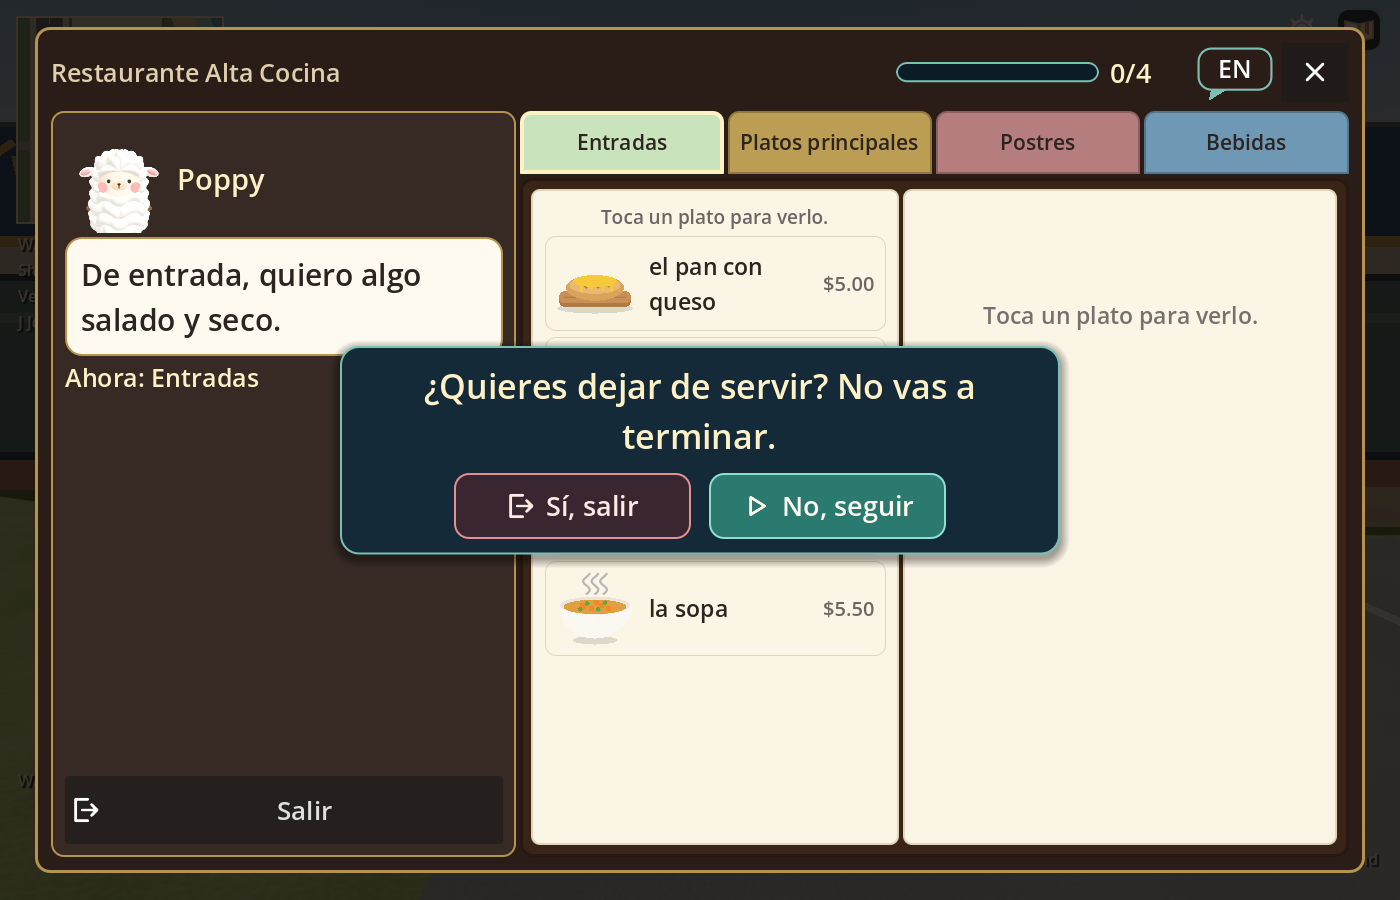 Restaurante Alta Cocina
0/4
EN
Poppy
De entrada, quiero algo
salado y seco.
Ahora: Entradas
Salir
Entradas
Platos principales
Postres
Bebidas
Toca un plato para verlo.
el pan con
queso
$5.00
Toca un plato para verlo.
¿Quieres dejar de servir? No vas a
terminar.
Sí, salir
No, seguir
la sopa
$5.50